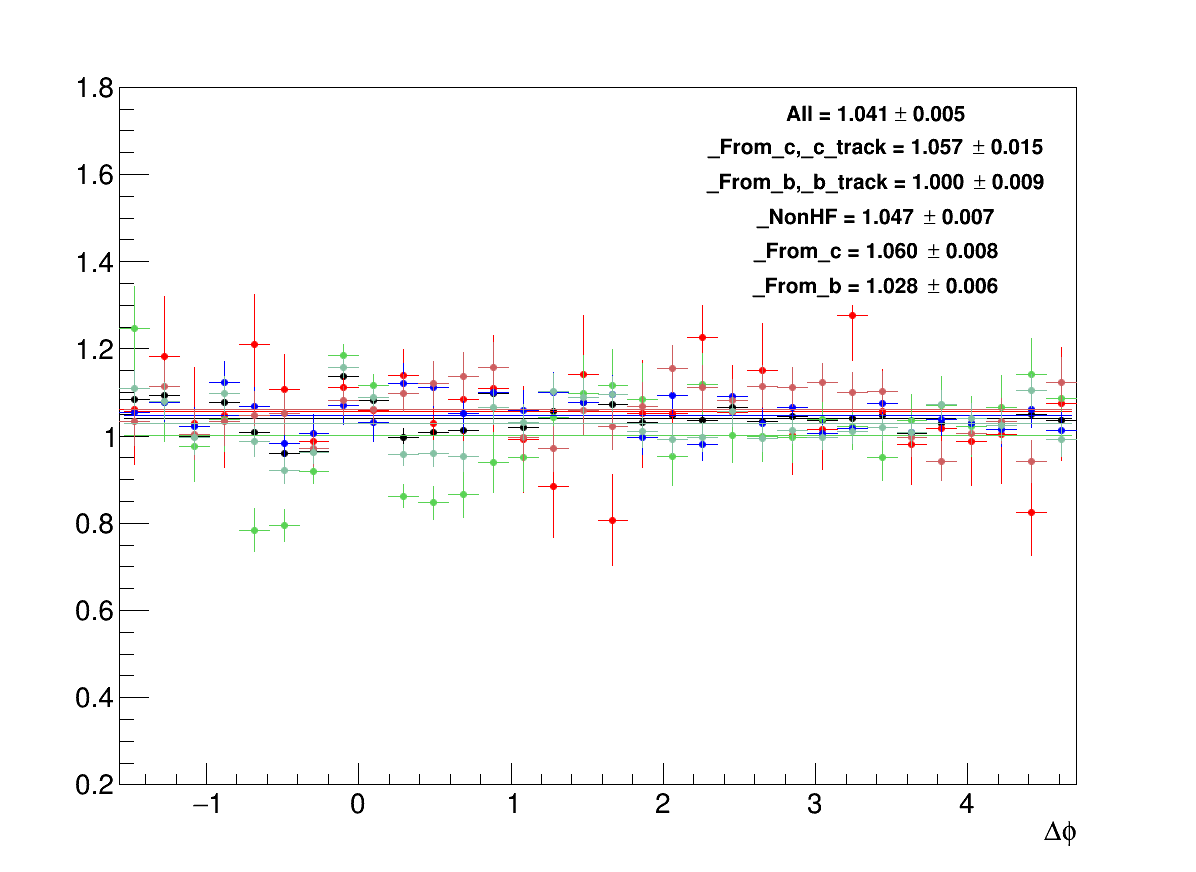 1.8
All = 1.041 ± 0.005
_From_c,_c_track = 1.057 ± 0.015
1.6
_From_b,_b_track = 1.000 ± 0.009
_NonHF = 1.047 ± 0.007
1.4
_From_c = 1.060 ± 0.008
_From_b = 1.028 ± 0.006
1.2
1
0.8
0.6
0.4
0.2
−1 0 1 2 3 4
Δϕ